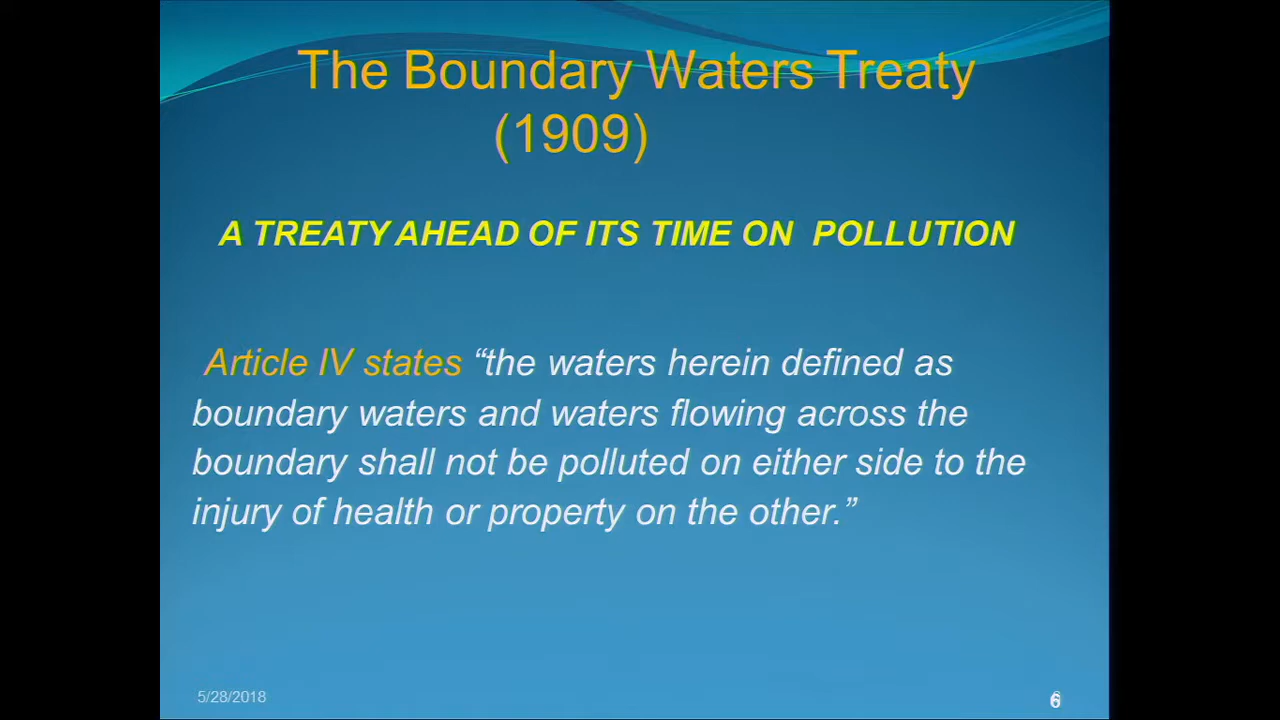 The Boundary Waters Treaty
(1909)
A TREATY AHEAD OF ITS TIME ON POLLUTION
Article IV states “the waters herein defined as
boundary waters and waters flowing across the
boundary shall not be polluted on either side to the
injury of health or property on the other.”
5/28/2018
6